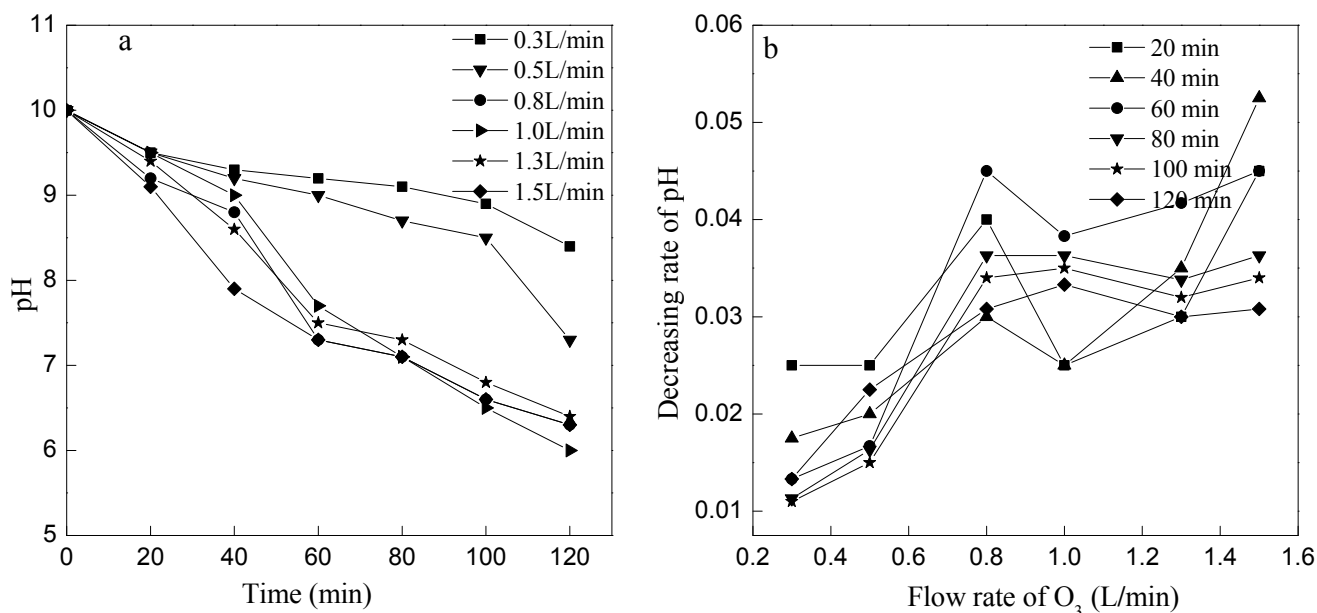 a
0.3L/min
0.5L/min
0.8L/min
1.0L/min
1.3L/min
1.5L/min
11
10
9
8
7
6
5
pH
0 20 40 60 80 100 120
Time (min)
b
20 min
40 min
60 min
80 min
100 min
120 min
0.06
0.05
0.04
0.03
0.02
0.01
Decreasing rate of pH
0.2 0.4 0.6 0.8 1.0 1.2 1.4 1.6
Flow rate of O₃ (L/min)